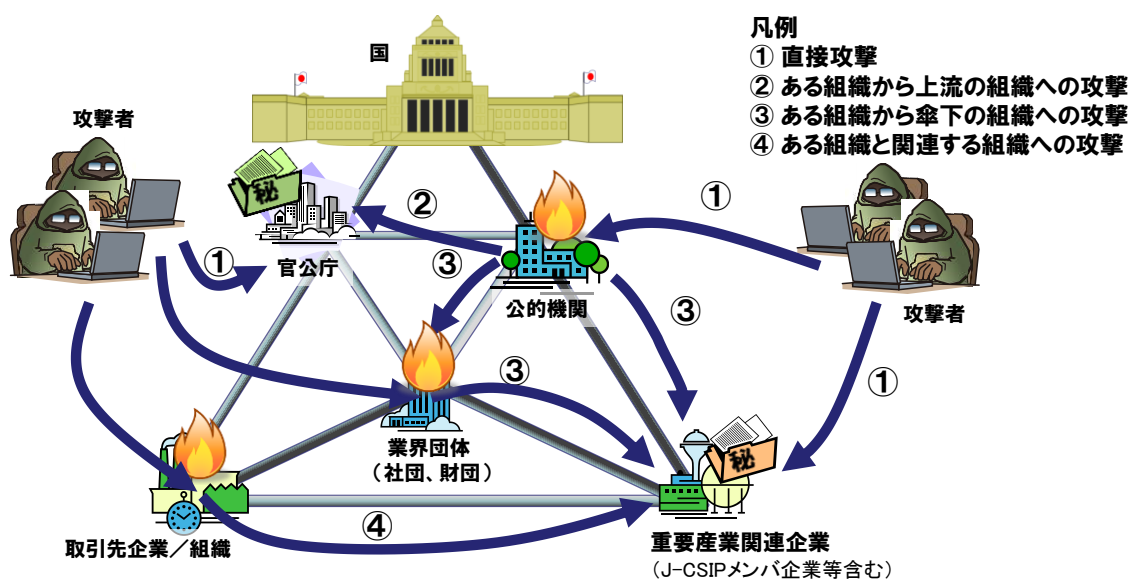 国
凡例
① 直接攻撃
② ある組織から上流の組織への攻撃
③ ある組織から傘下の組織への攻撃
④ ある組織と関連する組織への攻撃
攻撃者
秘
②
①
①
③
官公庁
公的機関
③
攻撃者
③
①
業界団体
（社団、財団）
秘
④
取引先企業／組織
重要産業関連企業
（J-CSIPメンバ企業等含む）